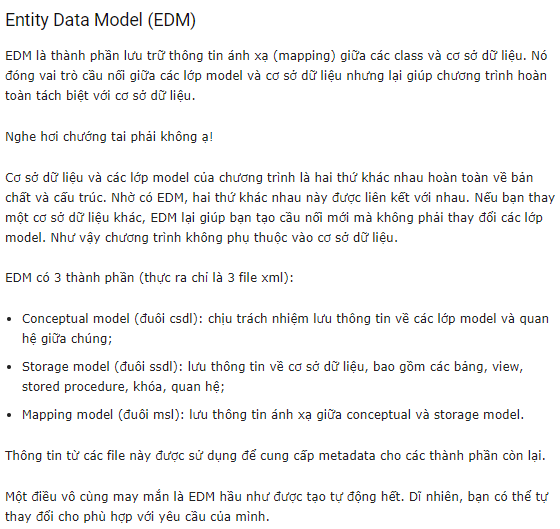 Entity Data Model (EDM)
EDM là thành phần lưu trữ thông tin ánh xạ (mapping) giữa các class và cơ sở dữ liệu. Nó
đóng vai trò cầu nối giữa các lớp model và cơ sở dữ liệu nhưng lại giúp chương trình hoàn
toàn tách biệt với cơ sở dữ liệu.
Nghe hơi chướng tai phải không ạ!
Cơ sở dữ liệu và các lớp model của chương trình là hai thứ khác nhau hoàn toàn về bản
chất và cấu trúc. Nhờ có EDM, hai thứ khác nhau này được liên kết với nhau. Nếu bạn thay
một cơ sở dữ liệu khác, EDM lại giúp bạn tạo cầu nối mới mà không phải thay đổi các lớp
model. Như vậy chương trình không phụ thuộc vào cơ sở dữ liệu.
EDM có 3 thành phần (thực ra chỉ là 3 file xml):
• Conceptual model (đuôi csdl): chịu trách nhiệm lưu thông tin về các lớp model và quan
hệ giữa chúng;
• Storage model (đuôi ssdl): lưu thông tin về cơ sở dữ liệu, bao gồm các bảng, view,
stored procedure, khóa, quan hệ;
• Mapping model (đuôi msl): lưu thông tin ánh xạ giữa conceptual và storage model.
Thông tin từ các file này được sử dụng để cung cấp metadata cho các thành phần còn lại.
Một điều vô cùng may mắn là EDM hầu như được tạo tự động hết. Dĩ nhiên, bạn có thể tự
thay đổi cho phù hợp với yêu cầu của mình.